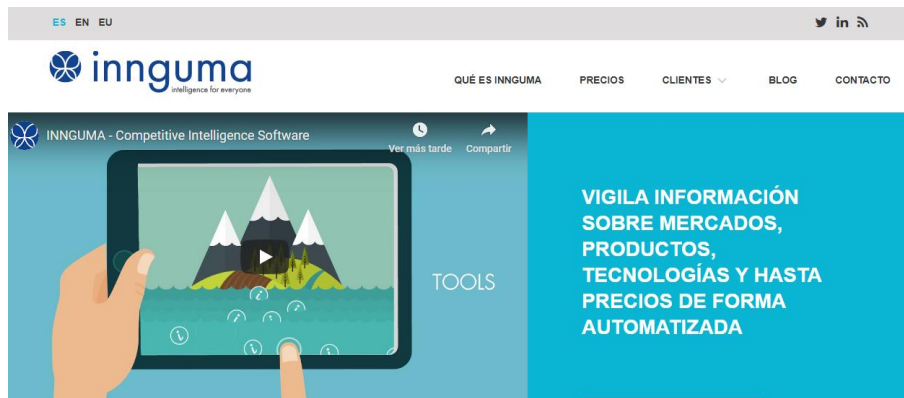 ES EN EU
innguma
intelligence for everyone
QUÉ ES INNGUMA PRECIOS CLIENTES BLOG CONTACTO
INNGUMA - Competitive Intelligence Software
Ver más tarde Compartir
TOOLS
VIGILA INFORMACIÓN
SOBRE MERCADOS,
PRODUCTOS,
TECNOLOGÍAS Y HASTA
PRECIOS DE FORMA
AUTOMATIZADA